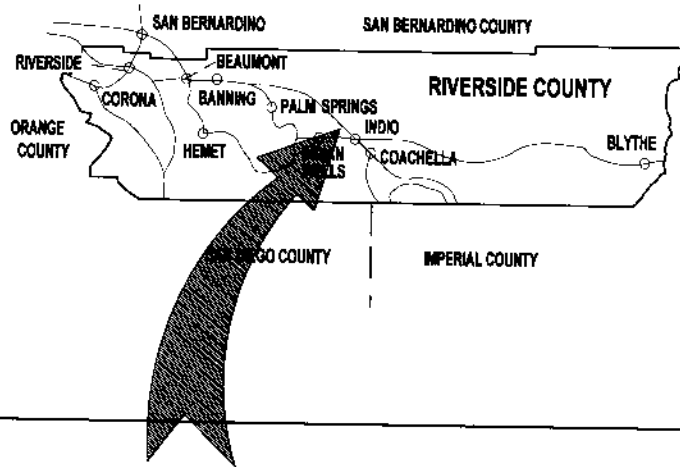 SAN BERNARDINO
SAN BERNARDINO COUNTY
RIVERSIDE
BEAUMONT
RIVERSIDE COUNTY
CORONA
BANNING
PALM SPRINGS
ORANGE
COUNTY
INDIO
HEMET
COACHELLA
BLYTHE
IMPERIAL COUNTY
COUNTY